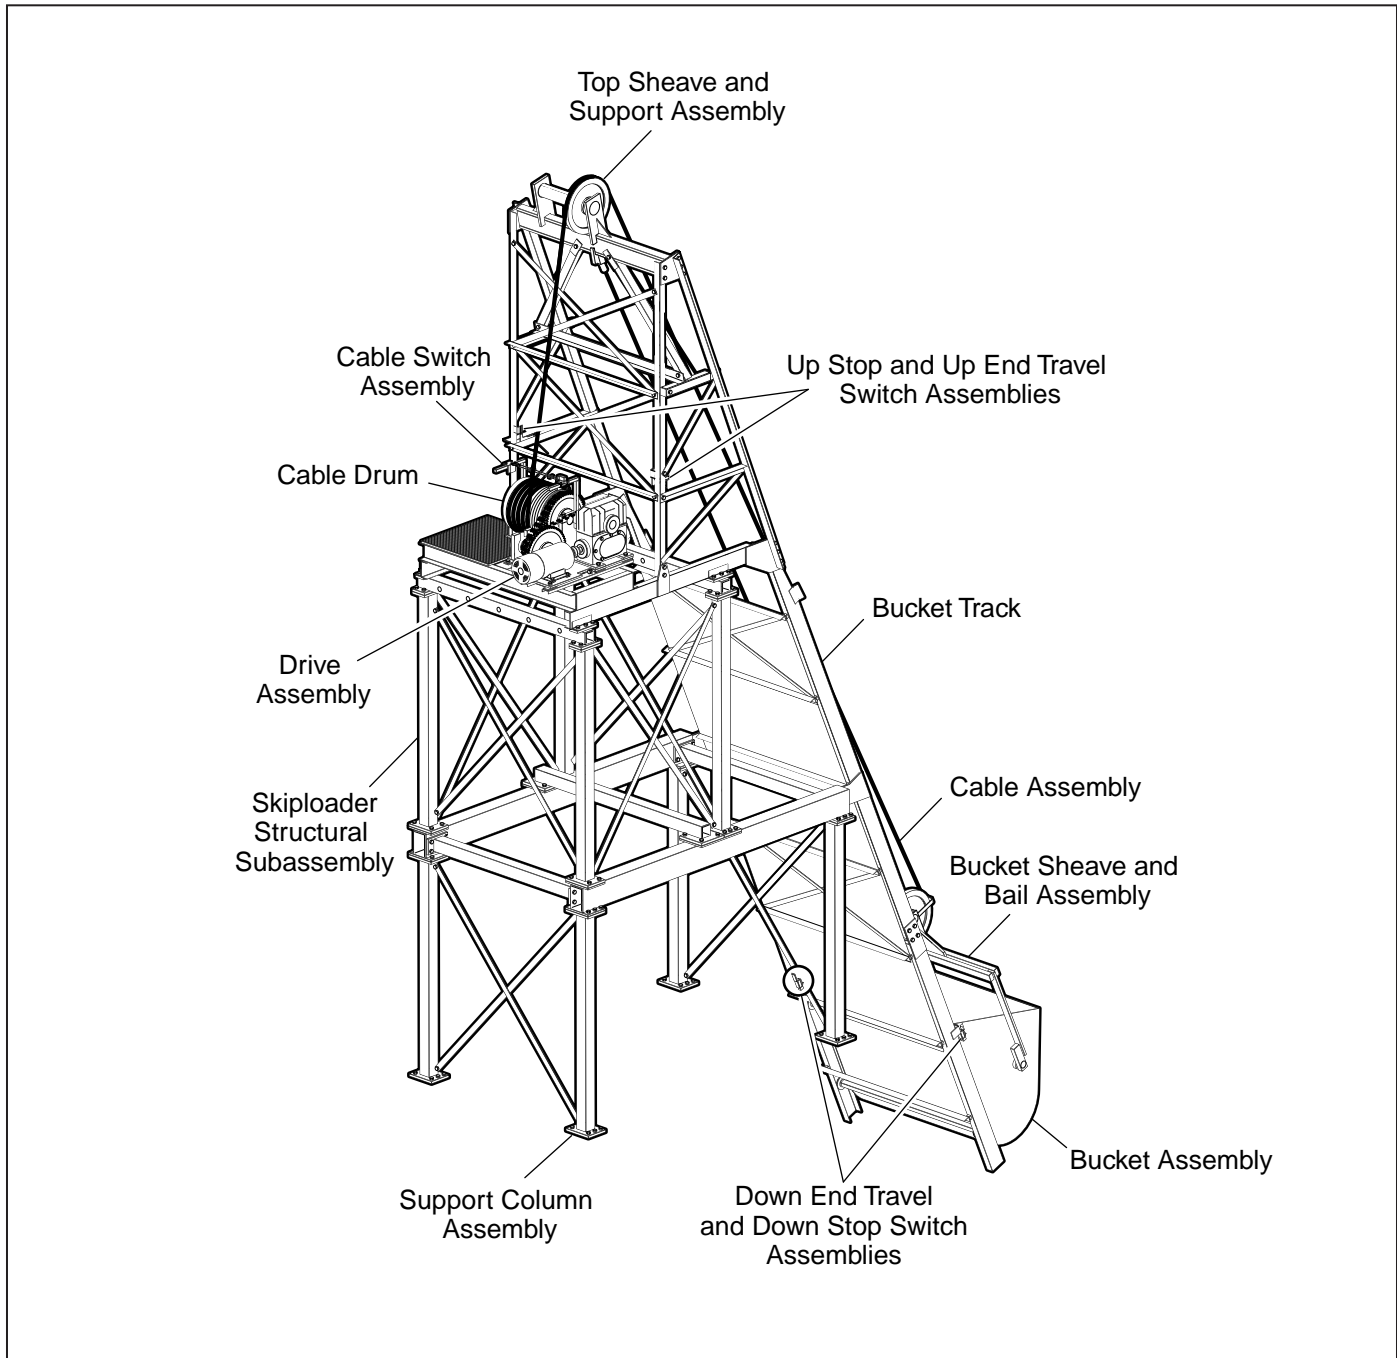 Top Sheave and
Support Assembly
Cable Switch
Assembly
Up Stop and Up End Travel
Switch Assemblies
Cable Drum
Bucket Track
Drive
Assembly
Cable Assembly
Skiploader
Structural
Subassembly
Bucket Sheave and
Bail Assembly
Bucket Assembly
Support Column
Assembly
Down End Travel
and Down Stop Switch
Assemblies